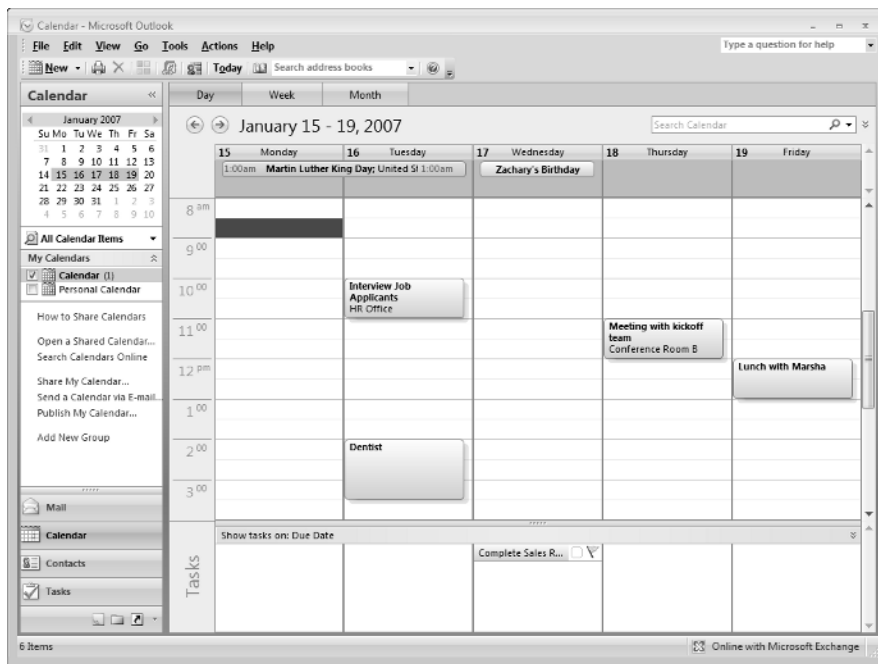 Calendar - Microsoft Outlook
File Edit View Go Tools Actions Help
Type a question for help
New Today Search address books
Calendar «
Day Week Month
January 2007
Su Mo Tu We Th Fr Sa
31 1 2 3 4 5 6
7 8 9 10 11 12 13
14 15 16 17 18 19 20
21 22 23 24 25 26 27
28 29 30 31 1 2 3
4 5 6 7 8 9 10
All Calendar Items
My Calendars
Calendar (1)
Personal Calendar
How to Share Calendars
Open a Shared Calendar...
Search Calendars Online
Share My Calendar...
Send a Calendar via E-mail...
Publish My Calendar...
Add New Group
Mail
Calendar
Contacts
Tasks
January 15 - 19, 2007
Search Calendar
15 Monday 16 Tuesday 17 Wednesday 18 Thursday 19 Friday
1:00am Martin Luther King Day; United St 1:00am
Zachary's Birthday
8 am
9 00
10 00
Interview Job
Applicants
HR Office
11 00
Meeting with kickoff
team
Conference Room B
12 pm
Lunch with Marsha
1 00
2 00
Dentist
3 00
Show tasks on: Due Date
Tasks
Complete Sales R...
6 Items
Online with Microsoft Exchange